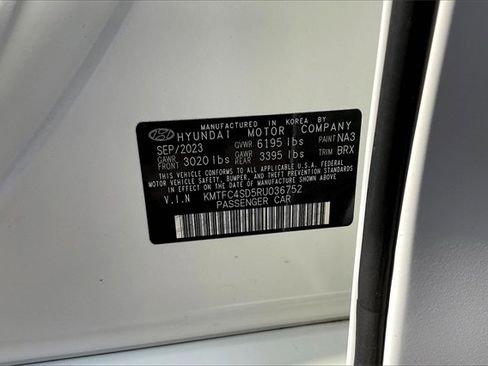 MANUFACTURED IN KOREA
HYUNDAI MOTOR COMPANY
SEP/2023 GVWR 6195 lbs PAINT NA3
GAWR FRONT 3020 lbs GAWR REAR 3395 lbs TRIM BRX
THIS VEHICLE CONFORMS TO ALL APPLICABLE U.S.A. FEDERAL
MOTOR VEHICLE SAFETY, BUMPER, AND THEFT
PREVENTION STANDARDS IN EFFECT ON THE DATE OF MANUFACTURE SHOWN ABOVE.
V.I.N KMTFC4SD5RU036752
PASSENGER CAR